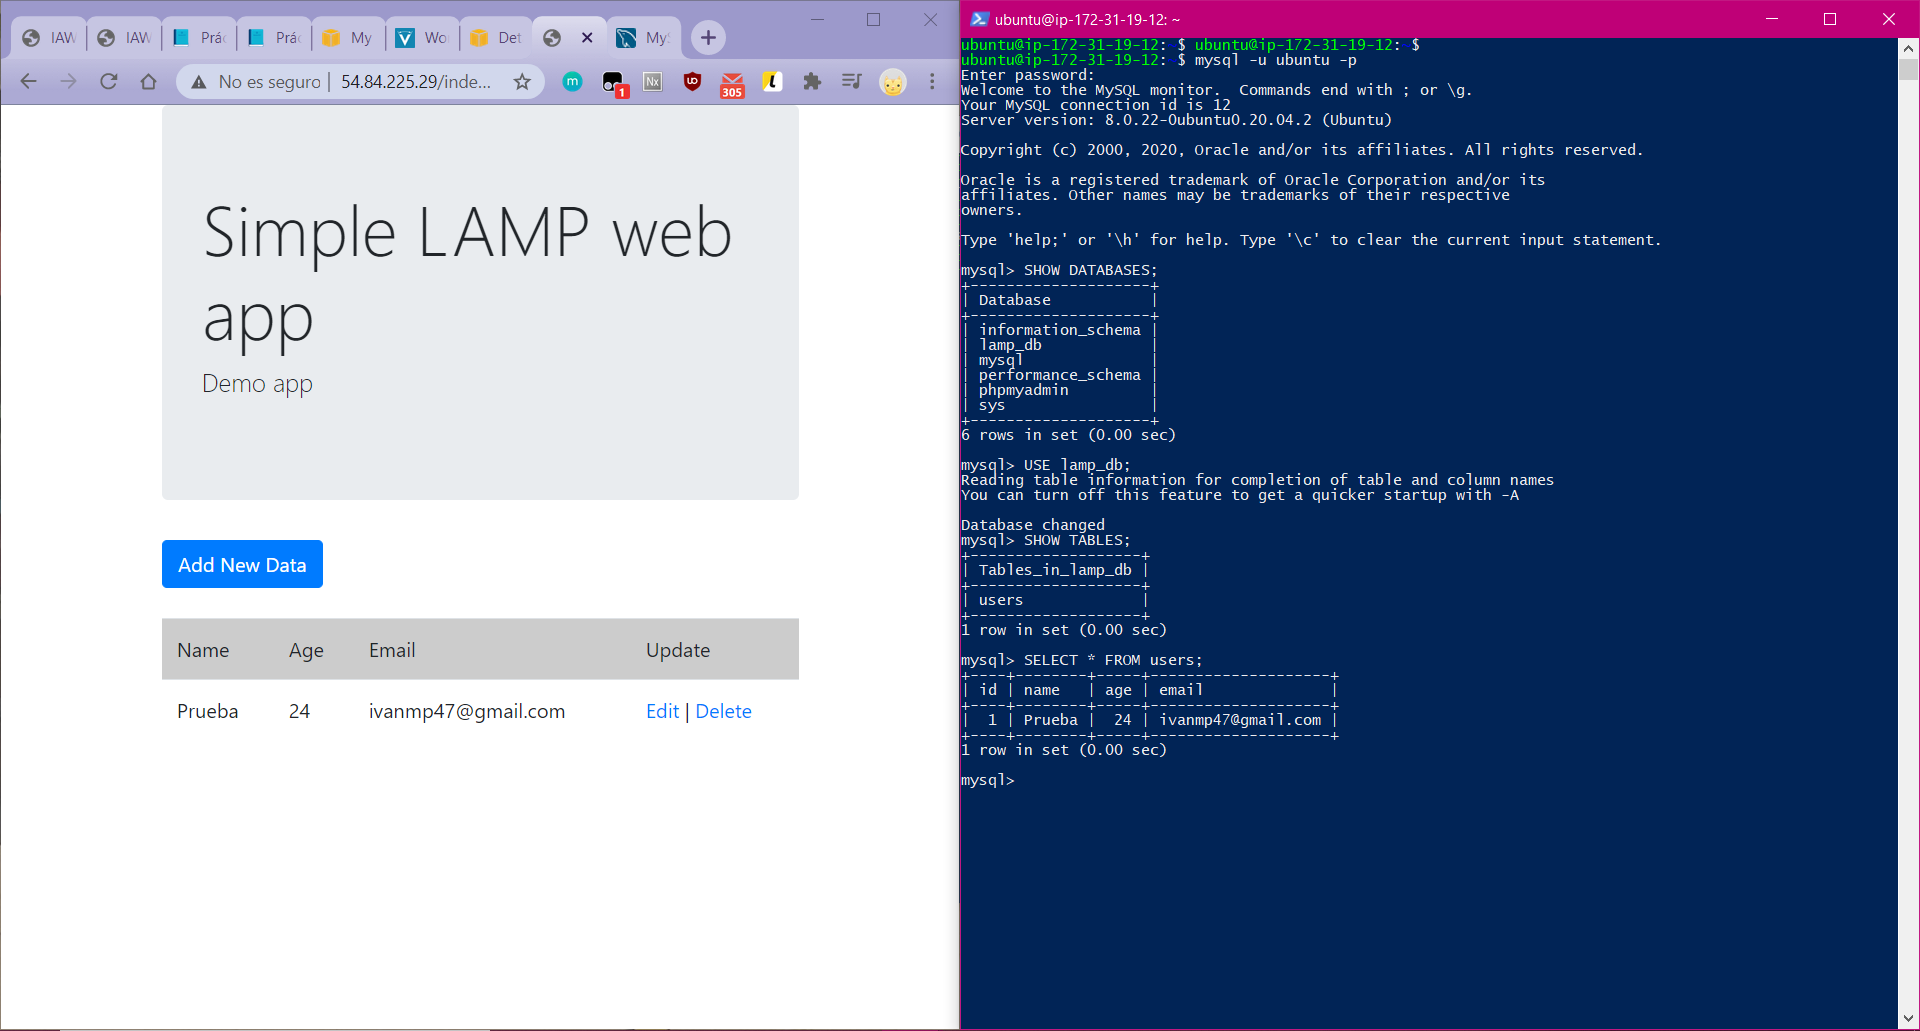 IAW
IAW
Prác
Prác
My
Wo
Det
My
No es seguro | 54.84.225.29/inde...
m
1
Nx
305
Simple LAMP web
app
Demo app
Add New Data
Name Age Email Update
Prueba 24 ivanmp47@gmail.com Edit | Delete
ubuntu@ip-172-31-19-12: ~
ubuntu@ip-172-31-19-12:~$ ubuntu@ip-172-31-19-12:~$
ubuntu@ip-172-31-19-12:~$ mysql -u ubuntu -p
Enter password:
Welcome to the MySQL monitor.  Commands end with ; or \g.
Your MySQL connection id is 12
Server version: 8.0.22-0ubuntu0.20.04.2 (Ubuntu)
Copyright (c) 2000, 2020, Oracle and/or its affiliates. All rights reserved.
Oracle is a registered trademark of Oracle Corporation and/or its
affiliates. Other names may be trademarks of their respective
owners.
Type 'help;' or '\h' for help. Type '\c' to clear the current input statement.
mysql> SHOW DATABASES;
+--------------------+
| Database           |
+--------------------+
| information_schema |
| lamp_db            |
| mysql              |
| performance_schema |
| phpmyadmin         |
| sys                |
+--------------------+
6 rows in set (0.00 sec)
mysql> USE lamp_db;
Reading table information for completion of table and column names
You can turn off this feature to get a quicker startup with -A
Database changed
mysql> SHOW TABLES;
+-------------------+
| Tables_in_lamp_db |
+-------------------+
| users             |
+-------------------+
1 row in set (0.00 sec)
mysql> SELECT * FROM users;
+----+--------+-----+--------------------+
| id | name   | age | email              |
+----+--------+-----+--------------------+
|  1 | Prueba |  24 | ivanmp47@gmail.com |
+----+--------+-----+--------------------+
1 row in set (0.00 sec)
mysql>